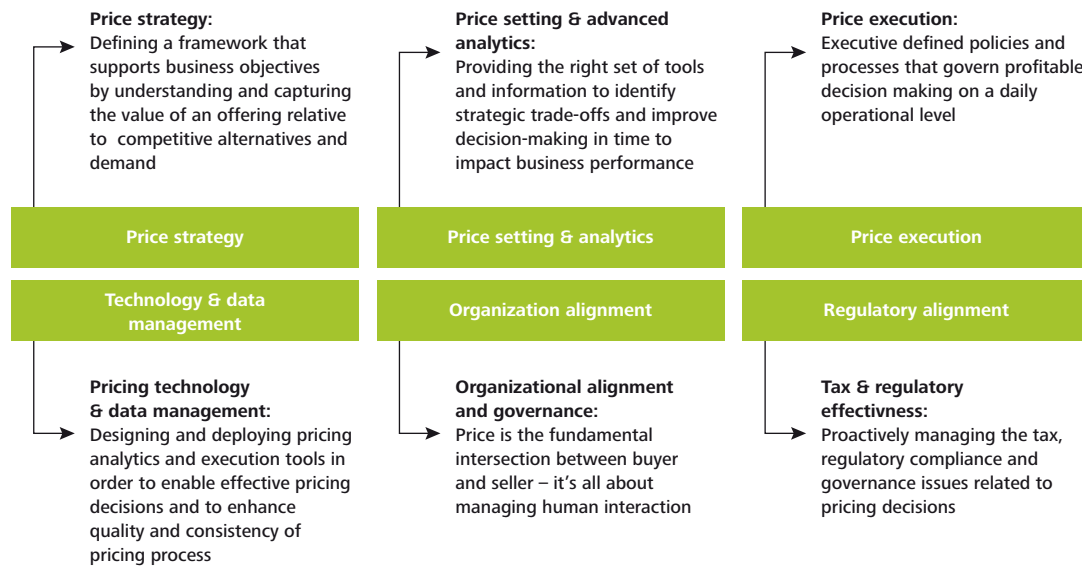 Price strategy:
Defining a framework that
supports business objectives
by understanding and capturing
the value of an offering relative
to competitive alternatives and
demand
Price setting & advanced
analytics:
Providing the right set of tools
and information to identify
strategic trade-offs and improve
decision-making in time to
impact business performance
Price execution:
Executive defined policies and
processes that govern profitable
decision making on a daily
operational level
Price strategy
Price setting & analytics
Price execution
Technology & data
management
Organization alignment
Regulatory alignment
Pricing technology
& data management:
Designing and deploying pricing
analytics and execution tools in
order to enable effective pricing
decisions and to enhance
quality and consistency of
pricing process
Organizational alignment
and governance:
Price is the fundamental
intersection between buyer
and seller – it's all about
managing human interaction
Tax & regulatory
effectivness:
Proactively managing the tax,
regulatory compliance and
governance issues related to
pricing decisions